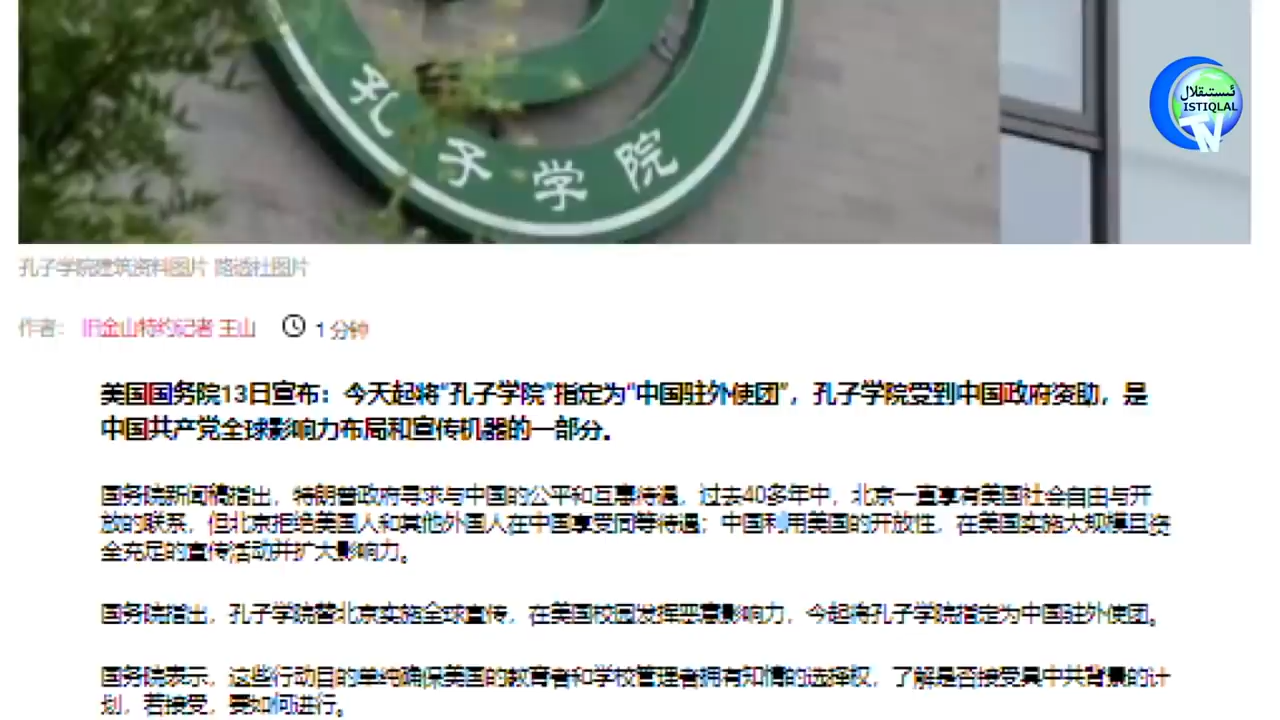 孔子学院
ئىستىقلال
ISTIQLAL
TV
孔子学院建筑资料图片 路透社图片
作者： 旧金山特约记者 王山 1 分钟
美国国务院13日宣布：今天起将“孔子学院”指定为“中国驻外使团”，孔子学院受到中国政府资助，是
中国共产党全球影响力布局和宣传机器的一部分。
国务院新闻稿指出，特朗普政府寻求与中国的公平和互惠待遇，过去40多年中，北京一直享有美国社会自由与开
放的联系，但北京拒绝美国人和其他外国人在中国享受同等待遇；中国利用美国的开放性，在美国实施大规模且资
金充足的宣传活动并扩大影响力。
国务院指出，孔子学院替北京实施全球宣传，在美国校园发挥恶意影响力，今起将孔子学院指定为中国驻外使团。
国务院表示，这些行动目的单纯确保美国的教育者和学校管理者拥有知情的选择权，了解是否接受具中共背景的计
划，若接受，要如何进行。